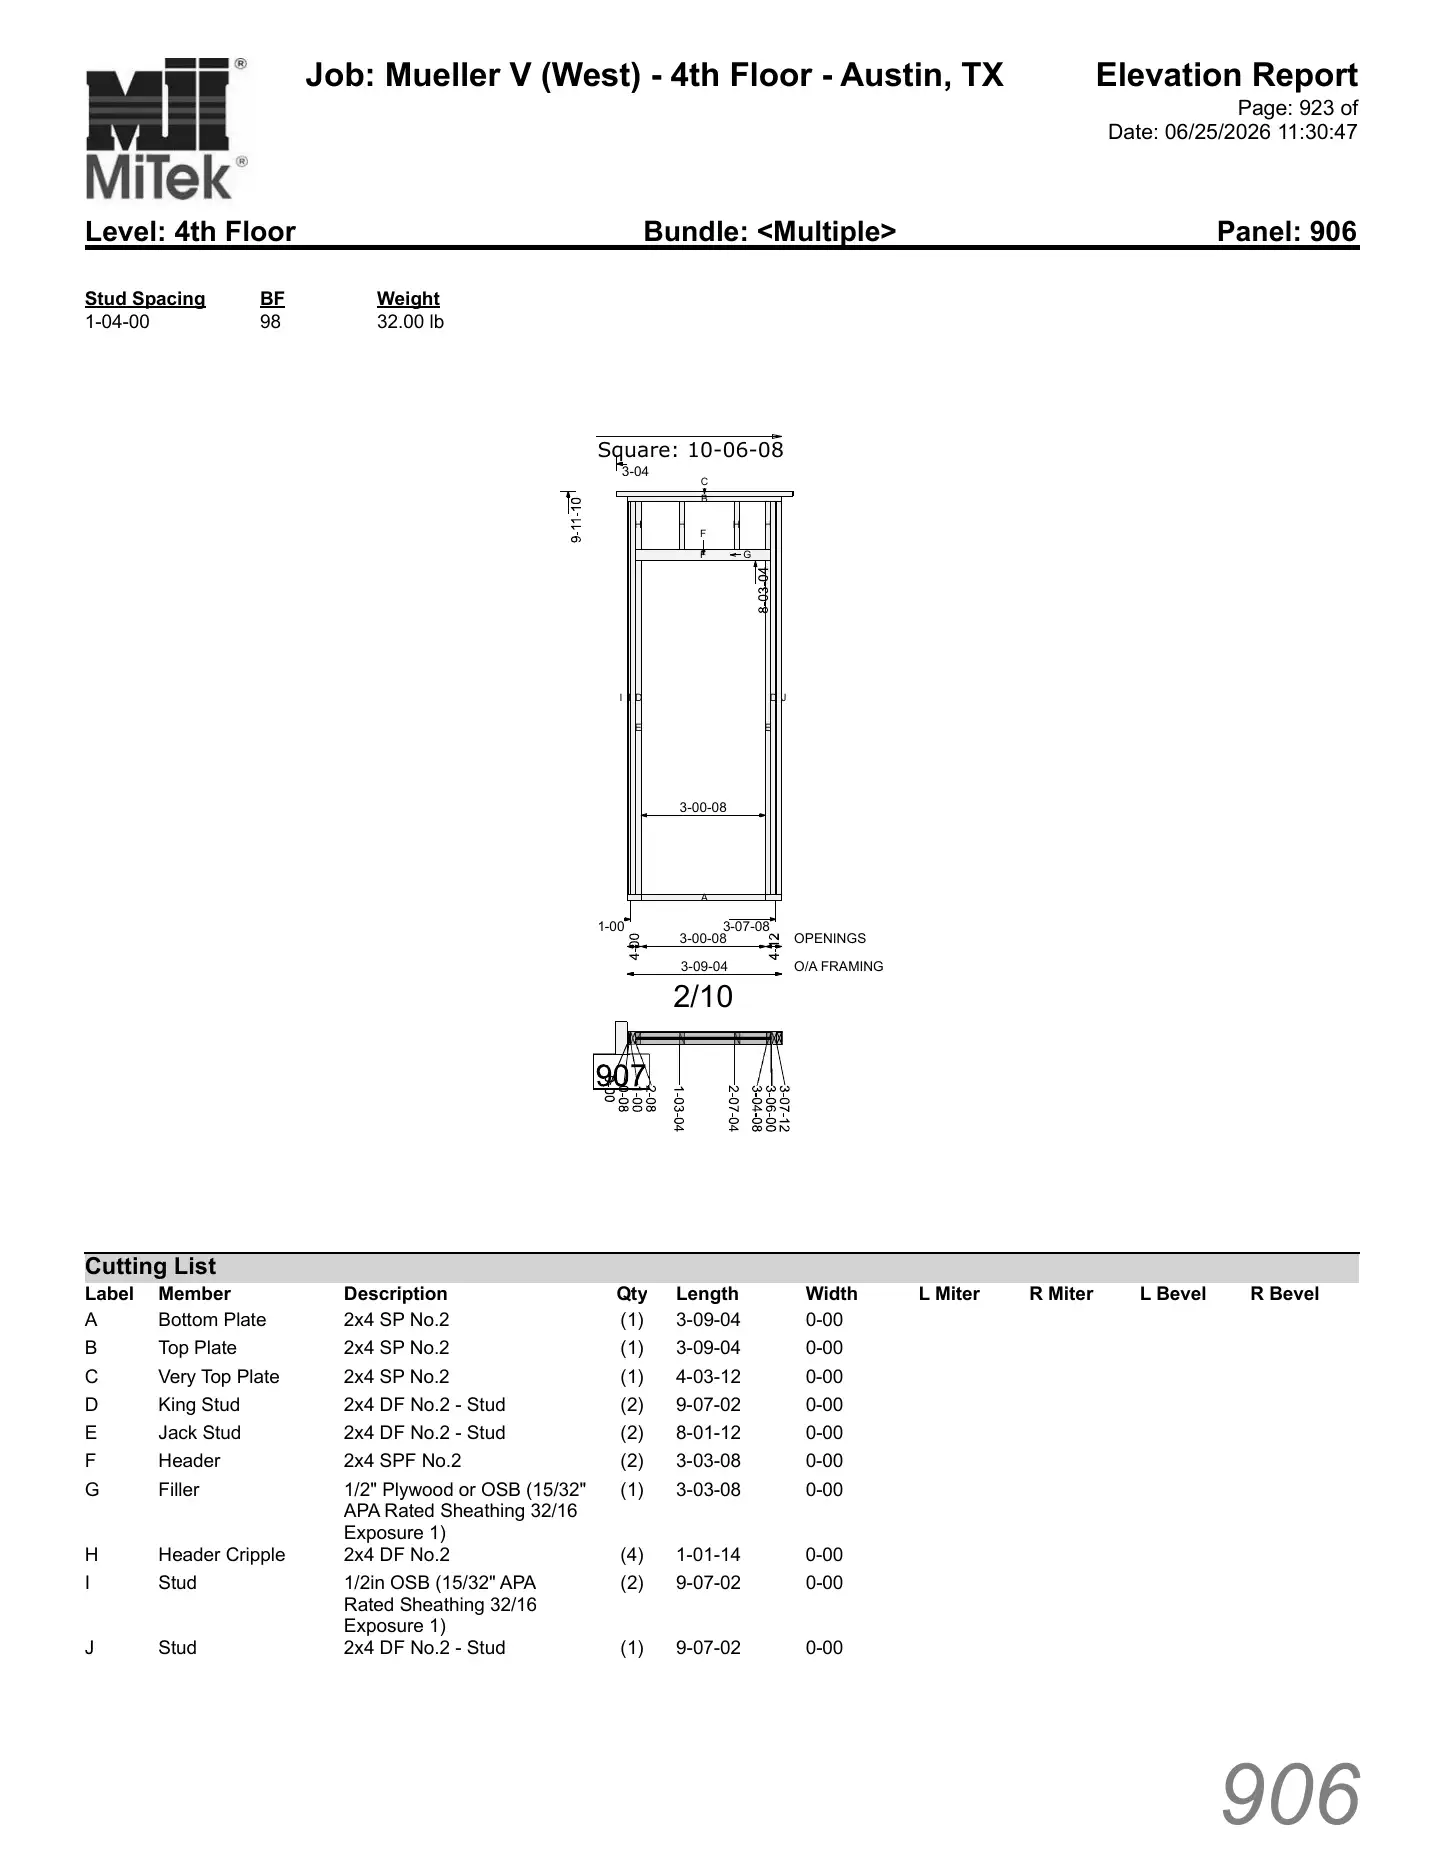 MiTek®
Job: Mueller V (West) - 4th Floor - Austin, TX
Elevation Report
Page: 923 of
Date: 06/25/2026 11:30:47
Level: 4th Floor Bundle: <Multiple> Panel: 906
Stud Spacing BF Weight
1-04-00 98 32.00 lb
Square: 10-06-08
3-04
C
B
9-11-10
H H
F
F G
8-03-04
I I D D J
E E
3-00-08
A
1-00 3-07-08
4-00 3-00-08 4-12 OPENINGS
3-09-04 O/A FRAMING
2/10
907
1-03-04 2-07-04 3-04-08 3-06-00 3-07-12
Cutting List
Label Member Description Qty Length Width L Miter R Miter L Bevel R Bevel
A Bottom Plate 2x4 SP No.2 (1) 3-09-04 0-00
B Top Plate 2x4 SP No.2 (1) 3-09-04 0-00
C Very Top Plate 2x4 SP No.2 (1) 4-03-12 0-00
D King Stud 2x4 DF No.2 - Stud (2) 9-07-02 0-00
E Jack Stud 2x4 DF No.2 - Stud (2) 8-01-12 0-00
F Header 2x4 SPF No.2 (2) 3-03-08 0-00
G Filler 1/2" Plywood or OSB (15/32" (1) 3-03-08 0-00
APA Rated Sheathing 32/16
Exposure 1)
H Header Cripple 2x4 DF No.2 (4) 1-01-14 0-00
I Stud 1/2in OSB (15/32" APA (2) 9-07-02 0-00
Rated Sheathing 32/16
Exposure 1)
J Stud 2x4 DF No.2 - Stud (1) 9-07-02 0-00
906